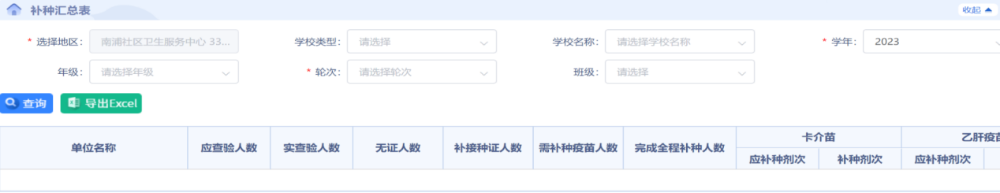 补种汇总表 收起
* 选择地区: 南浦社区卫生服务中心 33... 学校类型: 请选择 学校名称: 请选择学校名称 * 学年: 2023
年级: 请选择年级 * 轮次: 请选择轮次 班级: 请选择
查询 导出Excel
单位名称 应查验人数 实查验人数 无证人数 补接种证人数 需补种疫苗人数 完成全程补种人数 卡介苗 乙肝疫苗
应补种剂次 补种剂次 应补种剂次